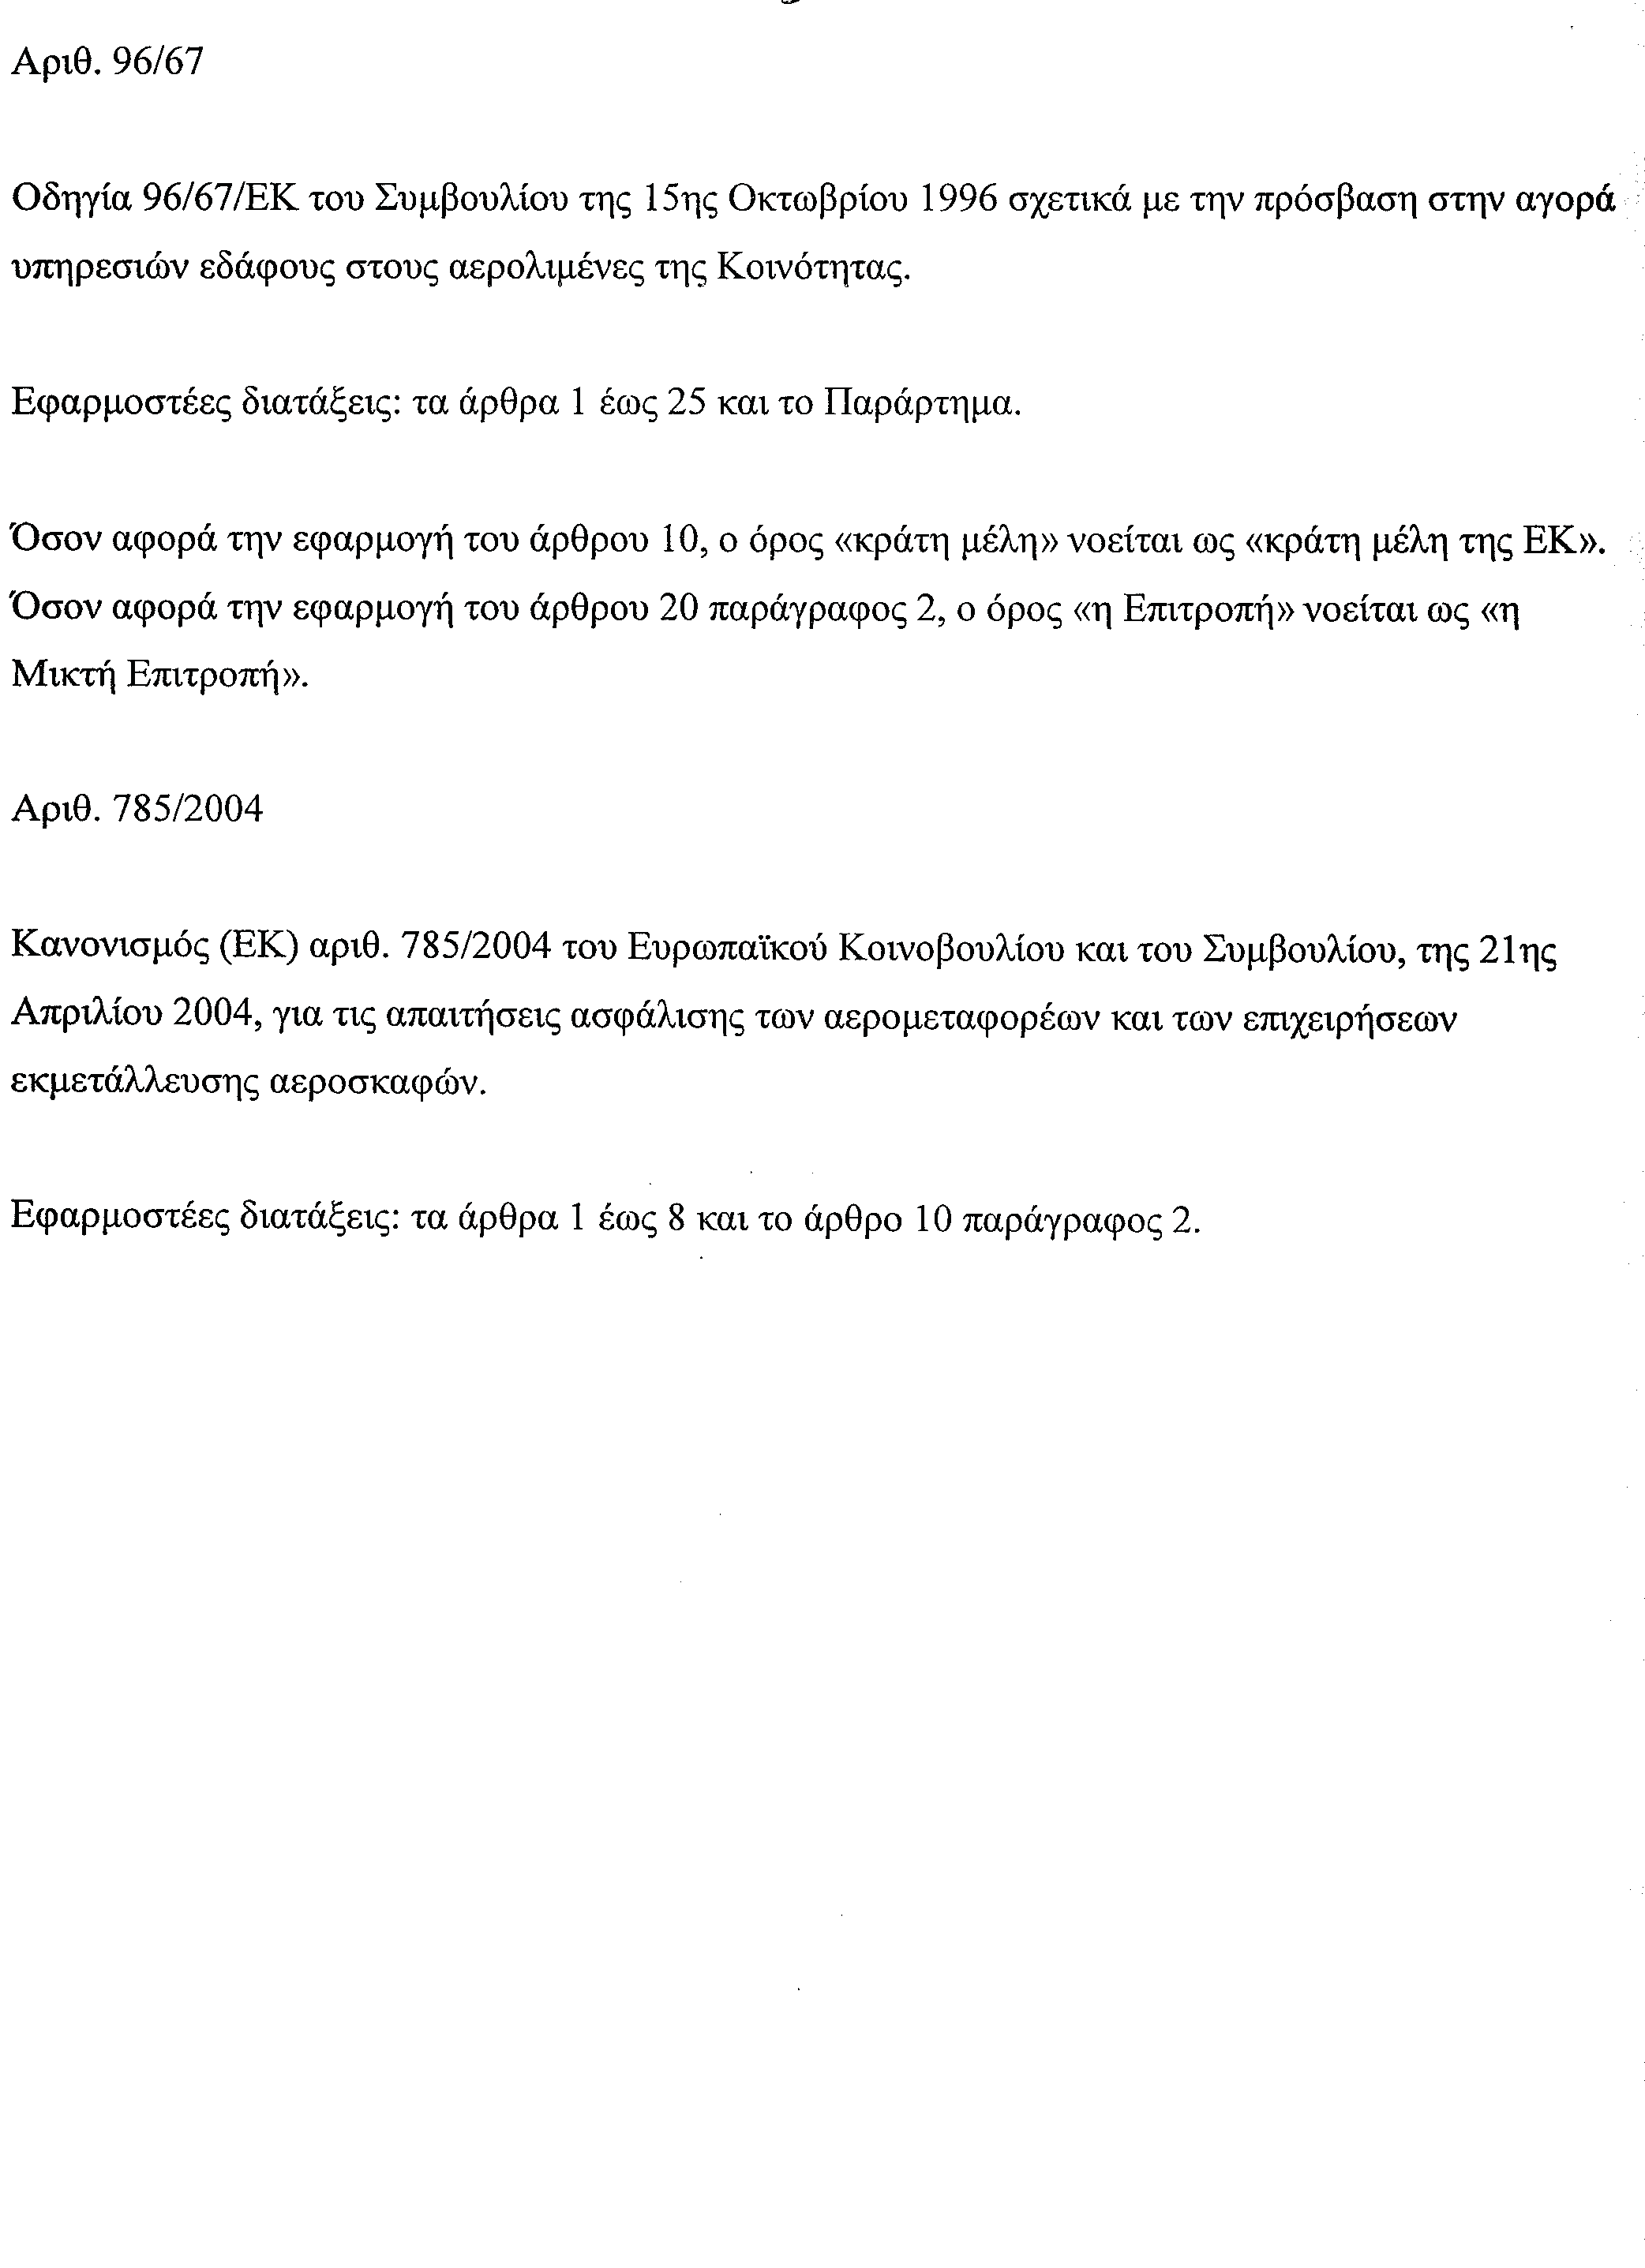 Αριθ. 96/67
Οδηγία 96/67/ΕΚ του Συμβουλίου της 15ης Οκτωβρίου 1996 σχετικά με την πρόσβαση στην αγορά
υπηρεσιών εδάφους στους αερολιμένες της Κοινότητας.
Εφαρμοστέες διατάξεις: τα άρθρα 1 έως 25 και το Παράρτημα.
Όσον αφορά την εφαρμογή του άρθρου 10, ο όρος «κράτη μέλη» νοείται ως «κράτη μέλη της ΕΚ».
Όσον αφορά την εφαρμογή του άρθρου 20 παράγραφος 2, ο όρος «η Επιτροπή» νοείται ως «η
Μικτή Επιτροπή».
Αριθ. 785/2004
Κανονισμός (ΕΚ) αριθ. 785/2004 του Ευρωπαϊκού Κοινοβουλίου και του Συμβουλίου, της 21ης
Απριλίου 2004, για τις απαιτήσεις ασφάλισης των αερομεταφορέων και των επιχειρήσεων
εκμετάλλευσης αεροσκαφών.
Εφαρμοστέες διατάξεις: τα άρθρα 1 έως 8 και το άρθρο 10 παράγραφος 2.